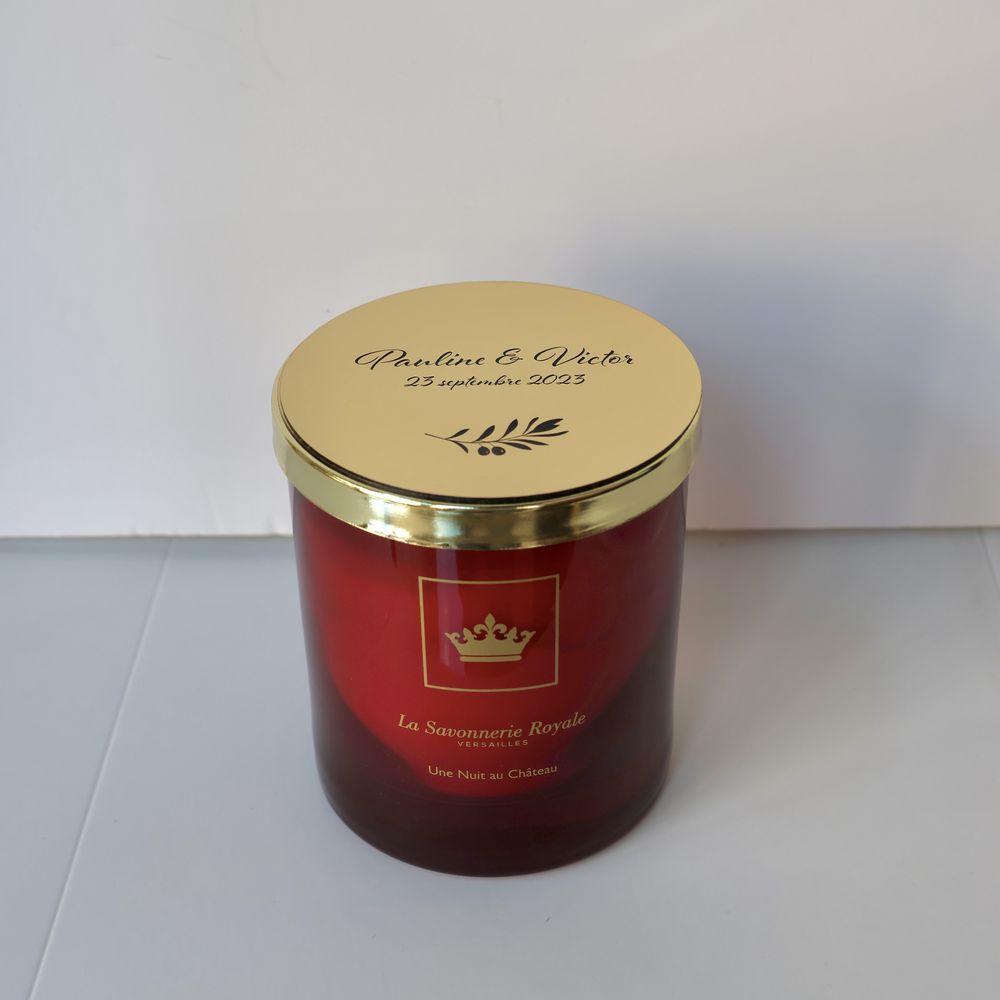 Pauline & Victor
23 septembre 2023
La Savonnerie Royale
VERSAILLES
Une Nuit au Château